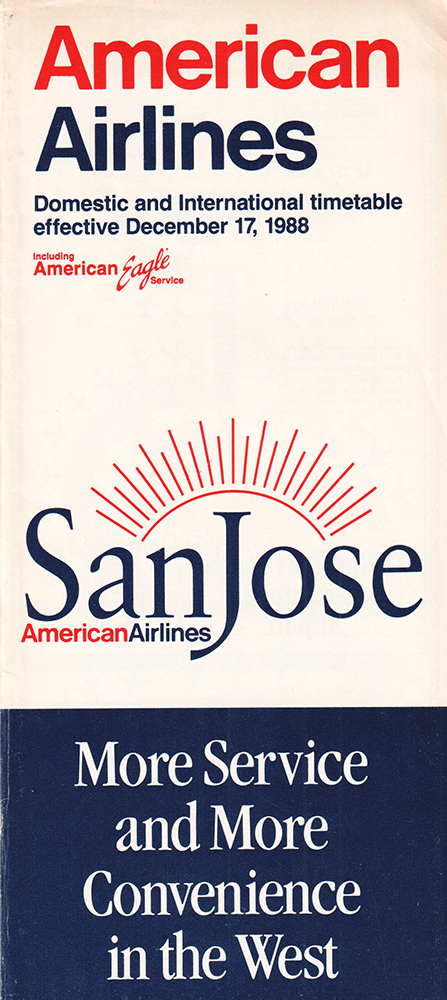 American
Airlines
Domestic and International timetable
effective December 17, 1988
Including
American Eagle
Service
SanJose
AmericanAirlines
More Service
and More
Convenience
in the West